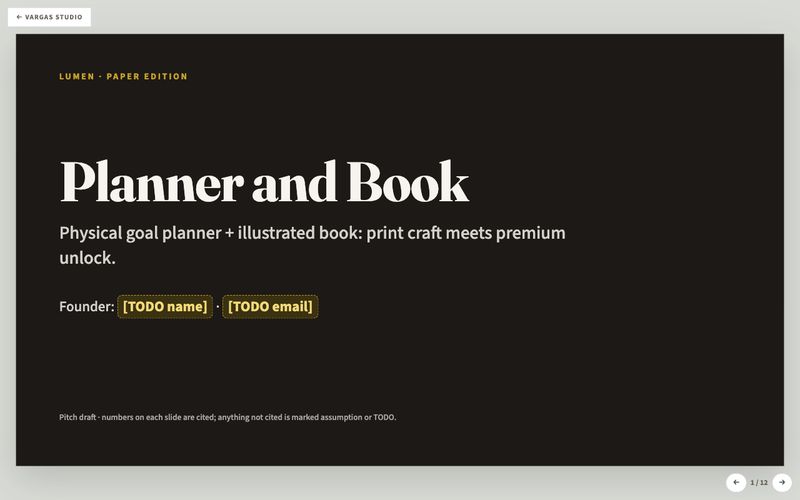 ← VARGAS STUDIO
LUMEN · PAPER EDITION
Planner and Book
Physical goal planner + illustrated book: print craft meets premium
unlock.
Founder: [TODO name] · [TODO email]
Pitch draft · numbers on each slide are cited; anything not cited is marked assumption or TODO.
← 1 / 12 →